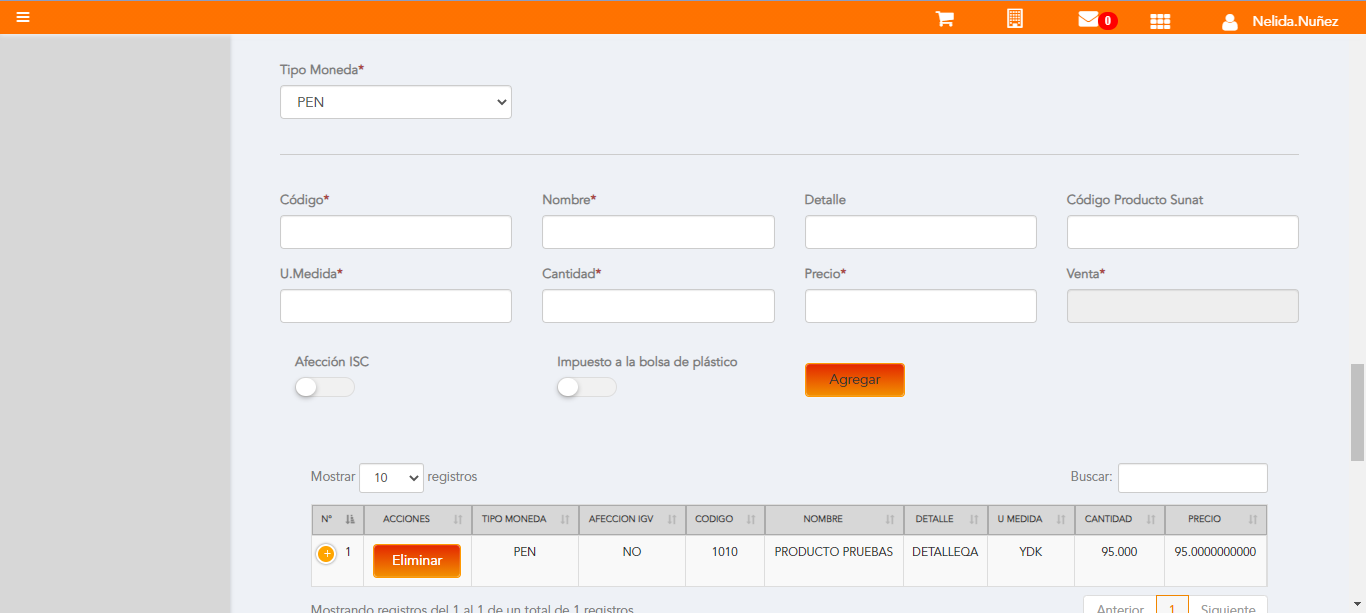 0 Nelida.Nuñez
Tipo Moneda*
PEN
Código* Nombre* Detalle Código Producto Sunat
U.Medida* Cantidad* Precio* Venta*
Afección ISC Impuesto a la bolsa de plástico
Agregar
Mostrar 10 registros Buscar:
N° ACCIONES TIPO MONEDA AFECCION IGV CODIGO NOMBRE DETALLE U MEDIDA CANTIDAD PRECIO
1 Eliminar PEN NO 1010 PRODUCTO PRUEBAS DETALLEQA YDK 95.000 95.0000000000
Mostrando registros del 1 al 1 de un total de 1 registros Anterior 1 Siguiente